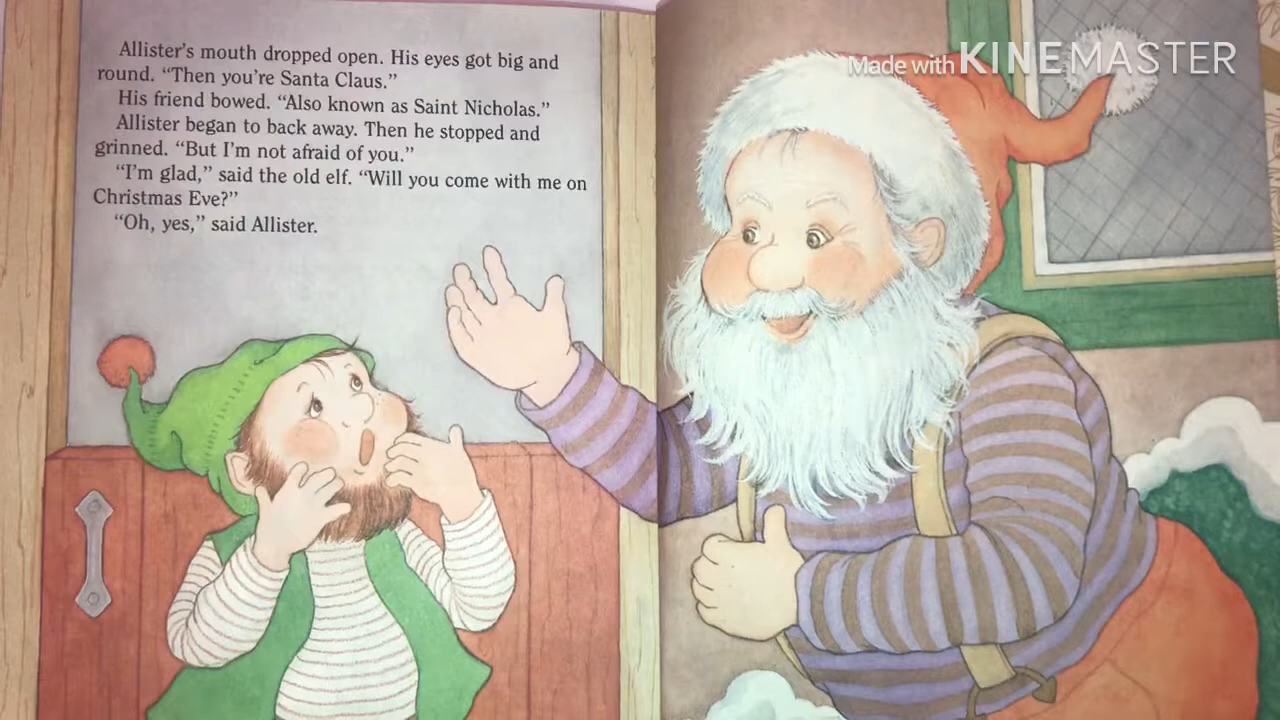 Allister's mouth dropped open. His eyes got big and
round. “Then you're Santa Claus.”
His friend bowed. “Also known as Saint Nicholas.”
Allister began to back away. Then he stopped and
grinned. “But I'm not afraid of you.”
“I'm glad,” said the old elf. “Will you come with me on
Christmas Eve?”
“Oh, yes,” said Allister.
Made with KINEMASTER